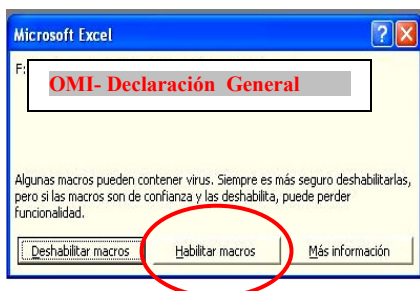 Microsoft Excel
F:
OMI- Declaración General
Algunas macros pueden contener virus. Siempre es más seguro deshabilitarlas,
pero si las macros son de confianza y las deshabilita, puede perder
funcionalidad.
Deshabilitar macros Habilitar macros Más información